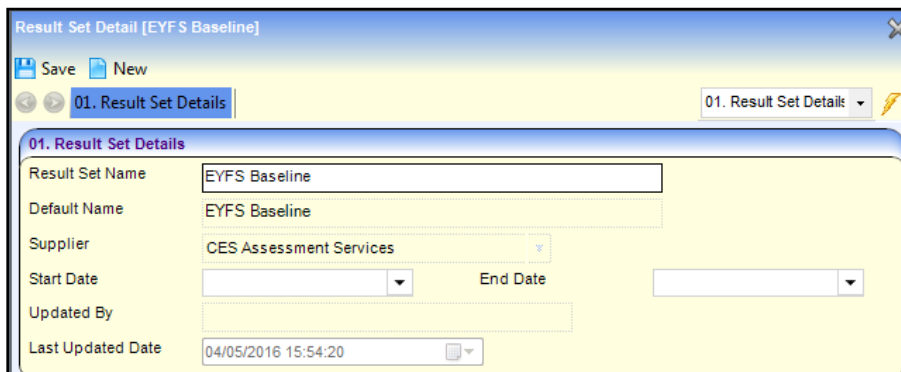 Result Set Detail [EYFS Baseline]
Save New
01. Result Set Details 01. Result Set Details
01. Result Set Details
Result Set Name EYFS Baseline
Default Name EYFS Baseline
Supplier CES Assessment Services
Start Date End Date
Updated By
Last Updated Date 04/05/2016 15:54:20